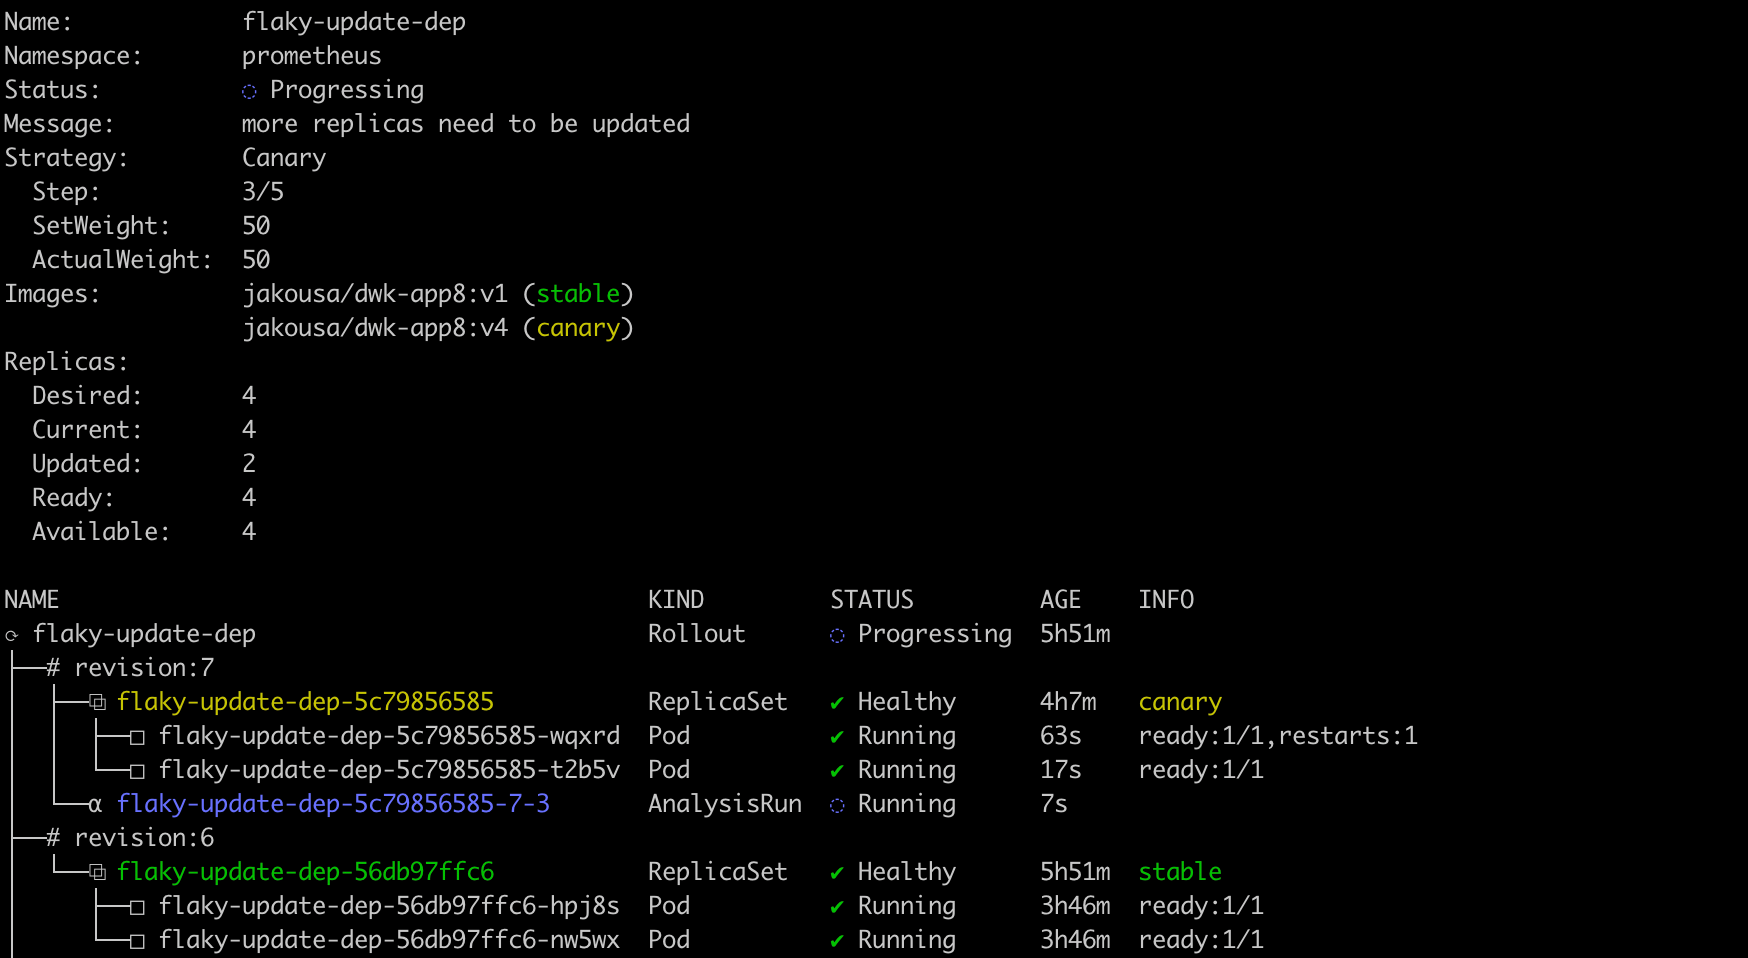 Name: flaky-update-dep
Namespace: prometheus
Status: ◌ Progressing
Message: more replicas need to be updated
Strategy: Canary
  Step: 3/5
  SetWeight: 50
  ActualWeight: 50
Images: jakousa/dwk-app8:v1 (stable)
jakousa/dwk-app8:v4 (canary)
Replicas:
  Desired: 4
  Current: 4
  Updated: 2
  Ready: 4
  Available: 4
NAME KIND STATUS AGE INFO
⟳ flaky-update-dep Rollout ◌ Progressing 5h51m
├──# revision:7
│  ├──⧉ flaky-update-dep-5c79856585 ReplicaSet ✔ Healthy 4h7m canary
│  │  ├──□ flaky-update-dep-5c79856585-wqxrd Pod ✔ Running 63s ready:1/1,restarts:1
│  │  └──□ flaky-update-dep-5c79856585-t2b5v Pod ✔ Running 17s ready:1/1
│  └──α flaky-update-dep-5c79856585-7-3 AnalysisRun ◌ Running 7s
├──# revision:6
│  └──⧉ flaky-update-dep-56db97ffc6 ReplicaSet ✔ Healthy 5h51m stable
│     ├──□ flaky-update-dep-56db97ffc6-hpj8s Pod ✔ Running 3h46m ready:1/1
│     └──□ flaky-update-dep-56db97ffc6-nw5wx Pod ✔ Running 3h46m ready:1/1